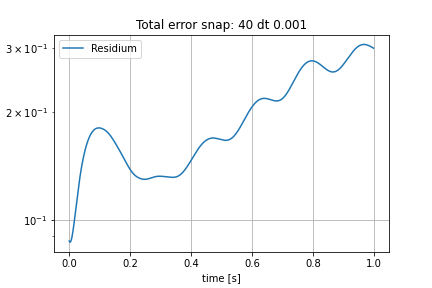 Total error snap: 40 dt 0.001
Residium
3 × 10⁻¹
2 × 10⁻¹
10⁻¹
0.0 0.2 0.4 0.6 0.8 1.0
time [s]